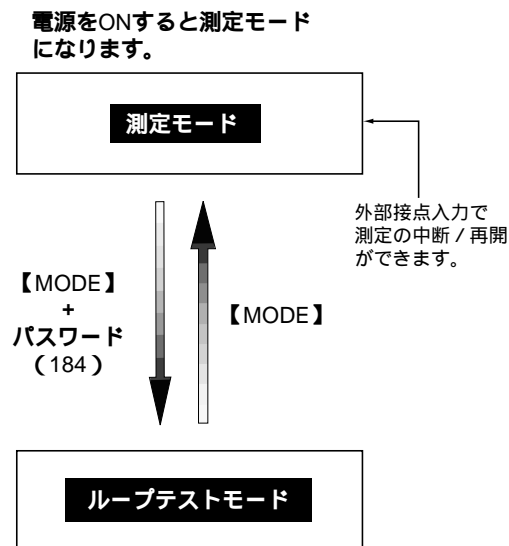 電源をONすると測定モード
になります。
測定モード
外部接点入力で
測定の中断 / 再開
ができます。
【MODE】
+
パスワード
（184）
【MODE】
ループテストモード